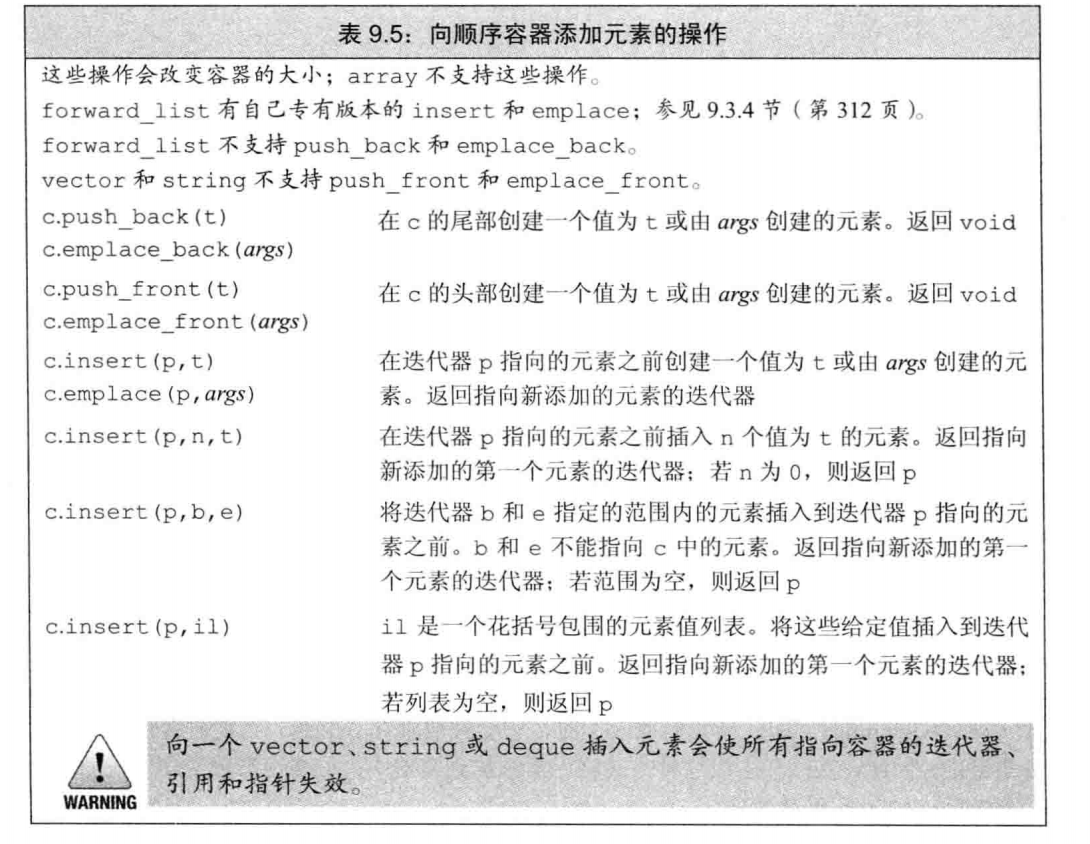 表 9.5：向顺序容器添加元素的操作
这些操作会改变容器的大小；array 不支持这些操作。
forward_list 有自己专有版本的 insert 和 emplace；参见 9.3.4 节（第 312 页）。
forward_list 不支持 push_back 和 emplace_back。
vector 和 string 不支持 push_front 和 emplace_front。
c.push_back(t) 在 c 的尾部创建一个值为 t 或由 args 创建的元素。返回 void
c.emplace_back(args)
c.push_front(t) 在 c 的头部创建一个值为 t 或由 args 创建的元素。返回 void
c.emplace_front(args)
c.insert(p,t) 在迭代器 p 指向的元素之前创建一个值为 t 或由 args 创建的元
c.emplace(p,args) 素。返回指向新添加的元素的迭代器
c.insert(p,n,t) 在迭代器 p 指向的元素之前插入 n 个值为 t 的元素。返回指向
新添加的第一个元素的迭代器；若 n 为 0，则返回 p
c.insert(p,b,e) 将迭代器 b 和 e 指定的范围内的元素插入到迭代器 p 指向的元
素之前。b 和 e 不能指向 c 中的元素。返回指向新添加的第一
个元素的迭代器；若范围为空，则返回 p
c.insert(p,il) il 是一个花括号包围的元素值列表。将这些给定值插入到迭代
器 p 指向的元素之前。返回指向新添加的第一个元素的迭代器；
若列表为空，则返回 p
向一个 vector、string 或 deque 插入元素会使所有指向容器的迭代器、
引用和指针失效。
WARNING